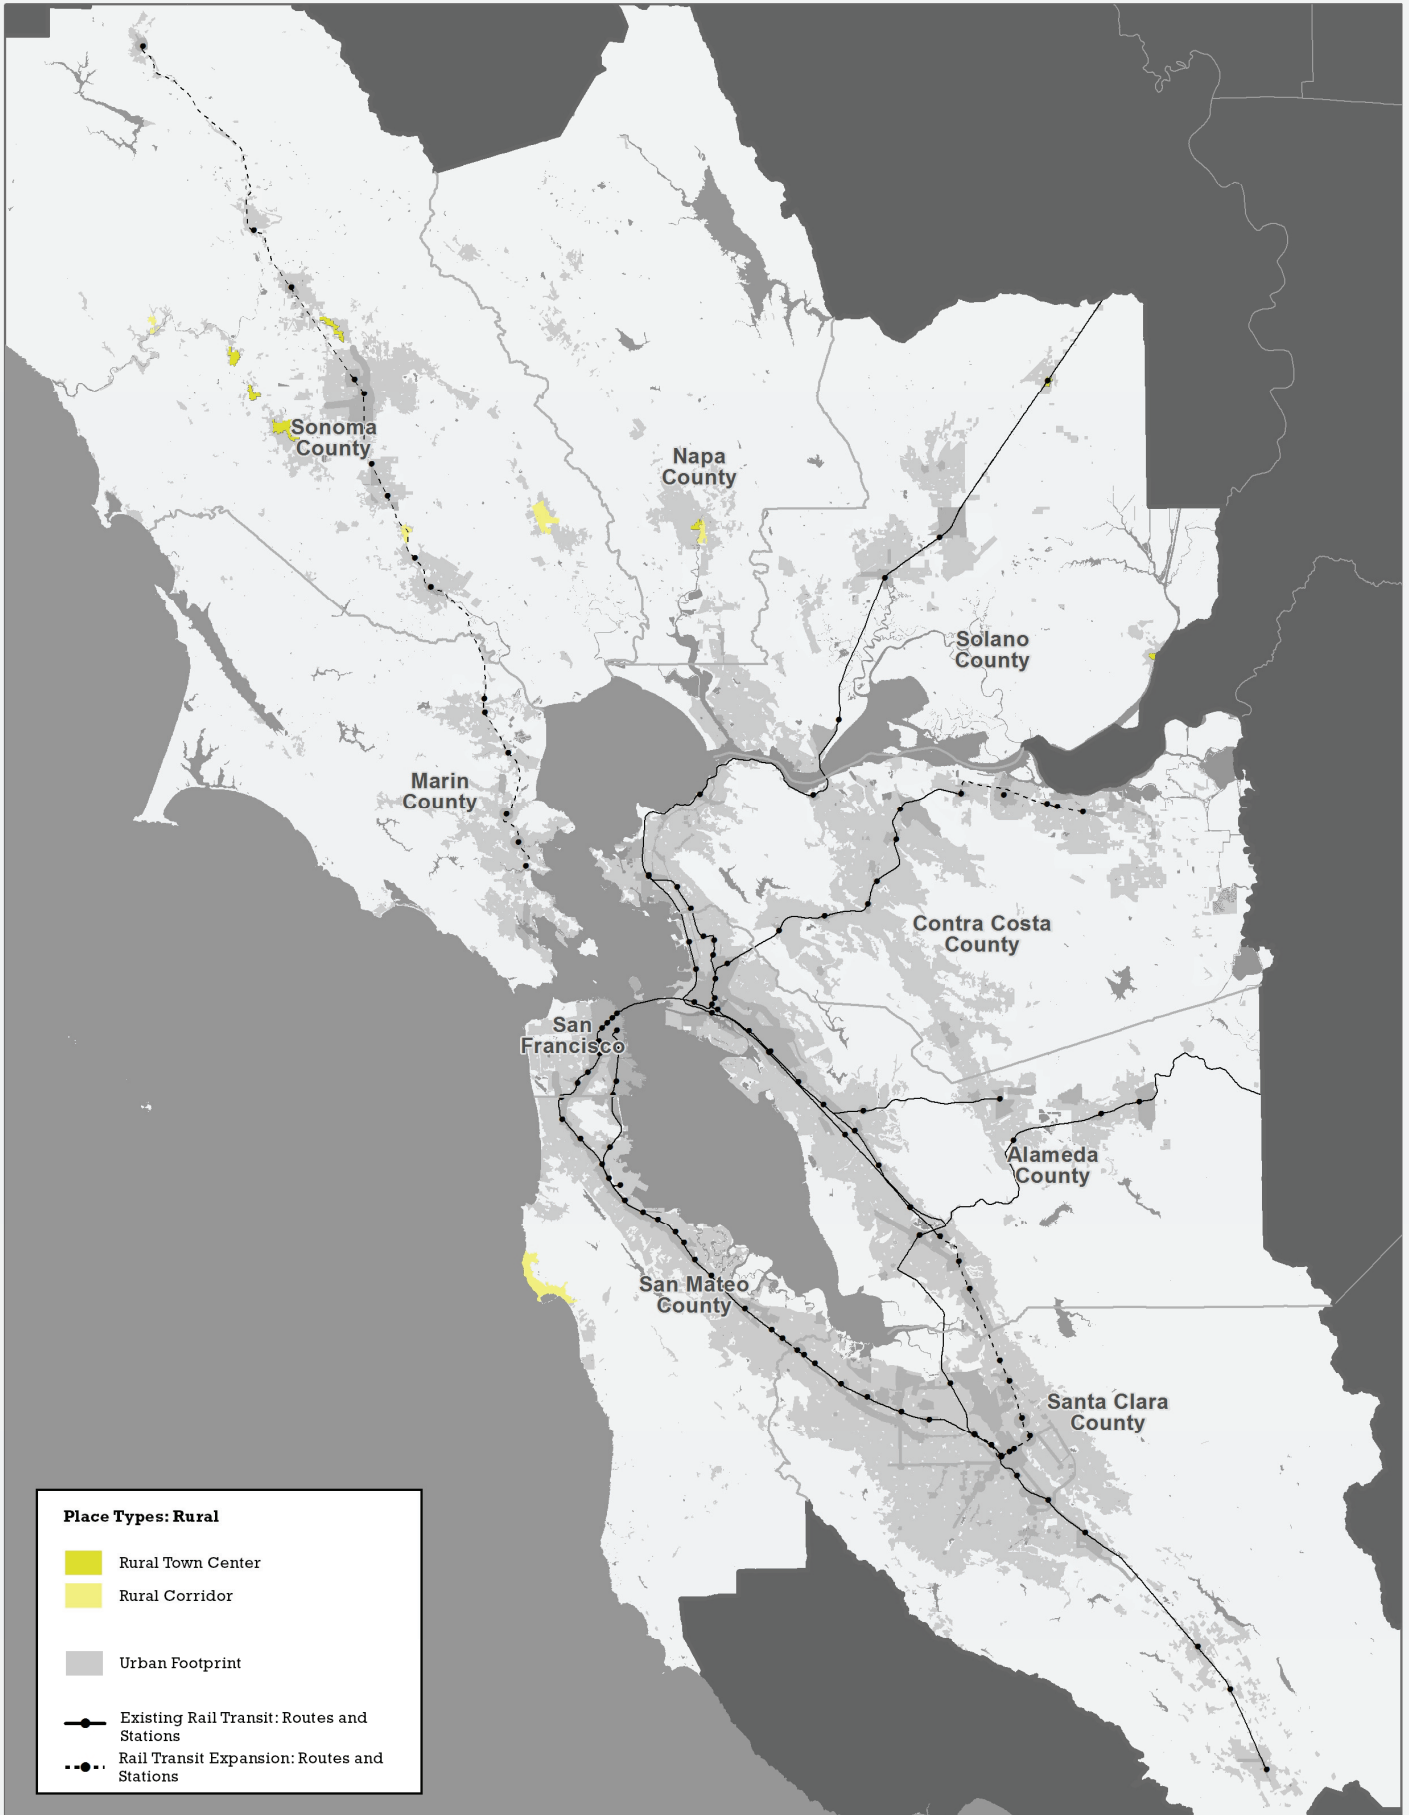 Sonoma
County
Napa
County
Solano
County
Marin
County
Contra Costa
County
San
Francisco
Alameda
County
San Mateo
County
Santa Clara
County
Place Types: Rural
Rural Town Center
Rural Corridor
Urban Footprint
Existing Rail Transit: Routes and
Stations
Rail Transit Expansion: Routes and
Stations